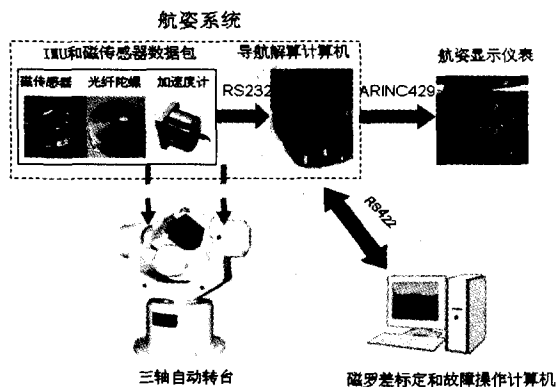 航姿系统
IMU和磁传感器数据包
导航解算计算机
航姿显示仪表
磁传感器
光纤陀螺
加速度计
RS232
ARINC429
RS422
三轴自动转台
磁罗差标定和故障操作计算机